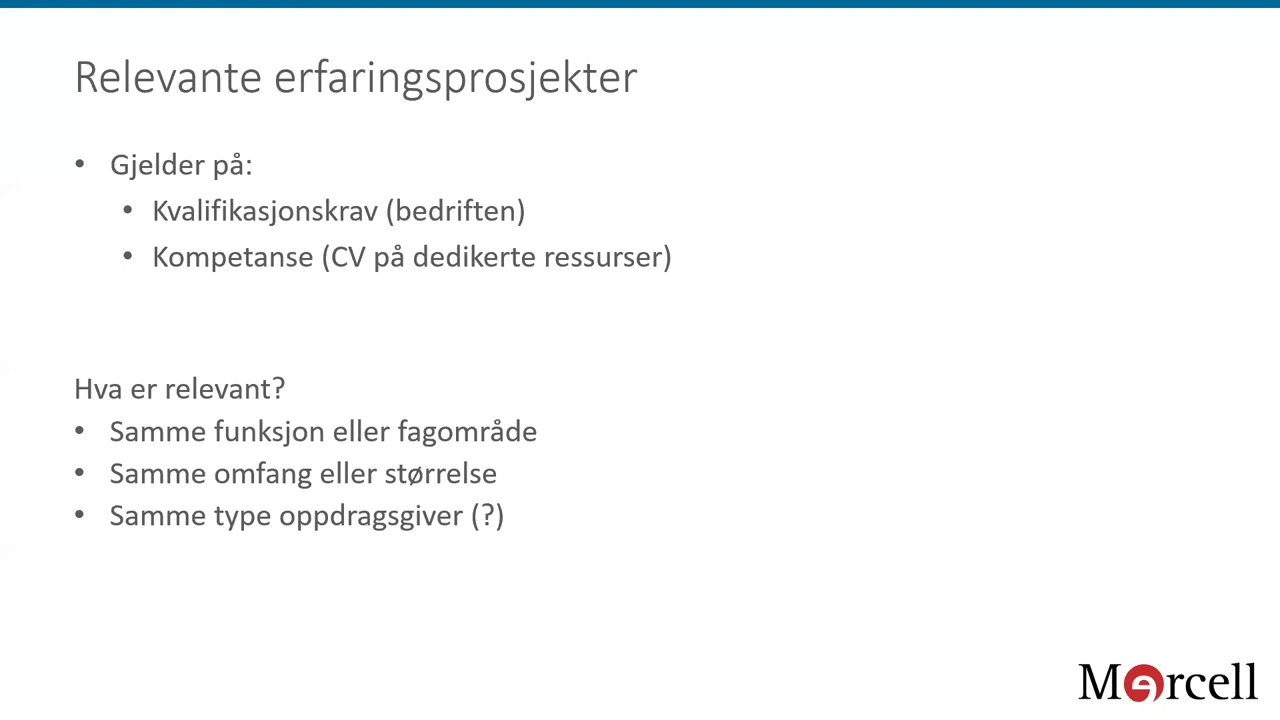 Relevante erfaringsprosjekter
• Gjelder på:
• Kvalifikasjonskrav (bedriften)
• Kompetanse (CV på dedikerte ressurser)
Hva er relevant?
• Samme funksjon eller fagområde
• Samme omfang eller størrelse
• Samme type oppdragsgiver (?)
Mercell